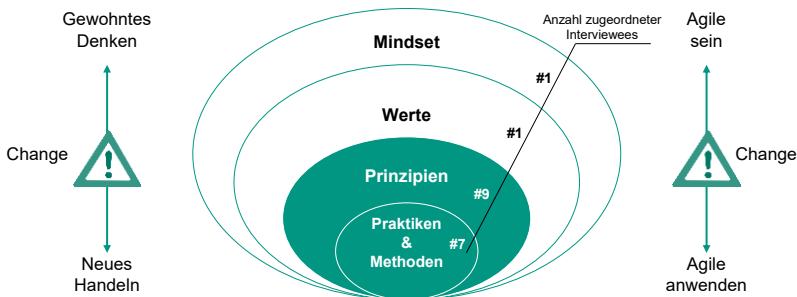 Gewohntes
Denken
Change
!
Neues
Handeln
Mindset
#1
Werte
#1
Prinzipien
#9
Praktiken
&
Methoden
#7
Anzahl zugeordneter
Interviewees
Agile
sein
!
Change
Agile
anwenden